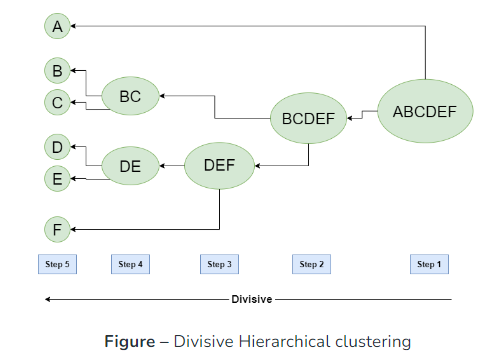 A
B
C
BC
BCDEF
ABCDEF
D
E
DE
DEF
F
Step 5
Step 4
Step 3
Step 2
Step 1
Divisive
Figure – Divisive Hierarchical clustering